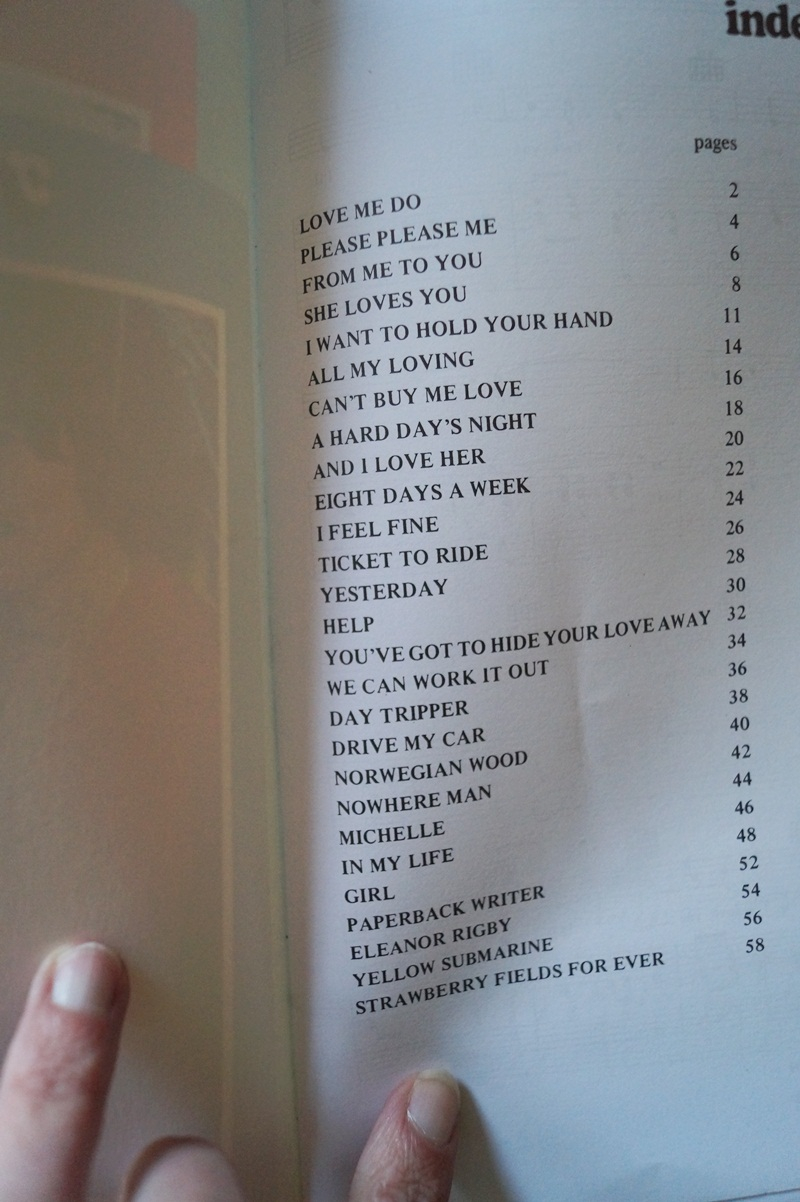 inde
pages
LOVE ME DO 2
PLEASE PLEASE ME 4
FROM ME TO YOU 6
SHE LOVES YOU 8
I WANT TO HOLD YOUR HAND 11
ALL MY LOVING 14
CAN'T BUY ME LOVE 16
A HARD DAY'S NIGHT 18
AND I LOVE HER 20
EIGHT DAYS A WEEK 22
I FEEL FINE 24
TICKET TO RIDE 26
YESTERDAY 28
HELP 30
YOU'VE GOT TO HIDE YOUR LOVE AWAY 32
WE CAN WORK IT OUT 34
DAY TRIPPER 36
DRIVE MY CAR 38
NORWEGIAN WOOD 40
NOWHERE MAN 42
MICHELLE 44
IN MY LIFE 46
GIRL 48
PAPERBACK WRITER 52
ELEANOR RIGBY 54
YELLOW SUBMARINE 56
STRAWBERRY FIELDS FOR EVER 58